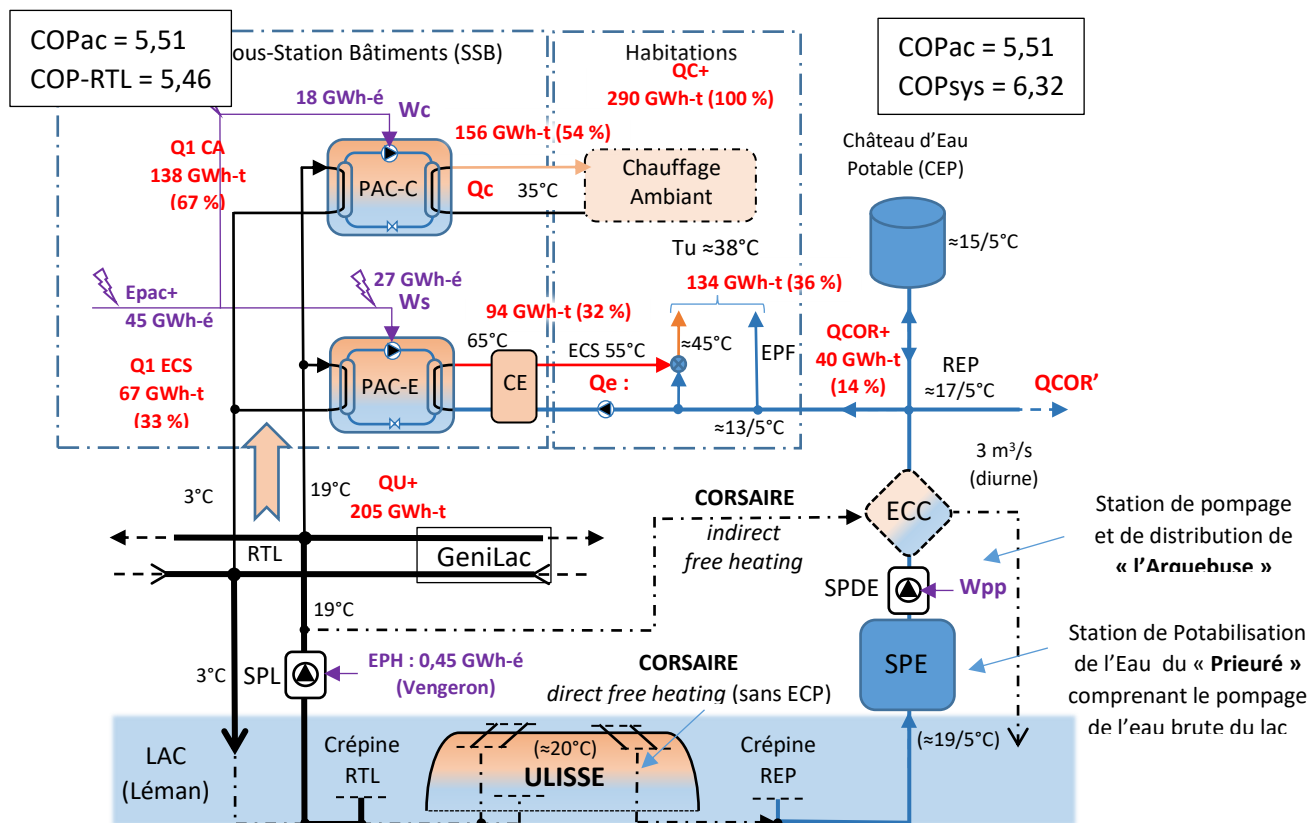 COPac = 5,51
COP-RTL = 5,46
ous-Station Bâtiments (SSB)
Habitations
COPac = 5,51
COPsys = 6,32
QC+
290 GWh-t (100 %)
18 GWh-é
Wc
156 GWh-t (54 %)
Château d'Eau
Potable (CEP)
Q1 CA
138 GWh-t
(67 %)
PAC-C
Qc
35°C
Chauffage
Ambiant
≈15/5°C
Tu ≈38°C
Epac+
45 GWh-é
27 GWh-é
Ws
134 GWh-t (36 %)
94 GWh-t (32 %)
65°C
ECS 55°C
≈45°C
EPF
QCOR+
40 GWh-t
(14 %)
REP
≈17/5°C
QCOR'
Q1 ECS
67 GWh-t
(33 %)
PAC-E
CE
Qe :
≈13/5°C
3 m³/s
(diurne)
3°C
19°C
QU+
205 GWh-t
CORSAIRE
indirect
free heating
ECC
Station de pompage
et de distribution de
« l'Arquebuse »
RTL
GeniLac
SPDE
Wpp
19°C
3°C
SPL
EPH : 0,45 GWh-é
(Vengeron)
CORSAIRE
direct free heating (sans ECP)
SPE
Station de Potabilisation
de l'Eau du « Prieuré »
comprenant le pompage
de l'eau brute du lac
LAC
(Léman)
Crépine
RTL
(≈20°C)
ULISSE
Crépine
REP
(≈19/5°C)